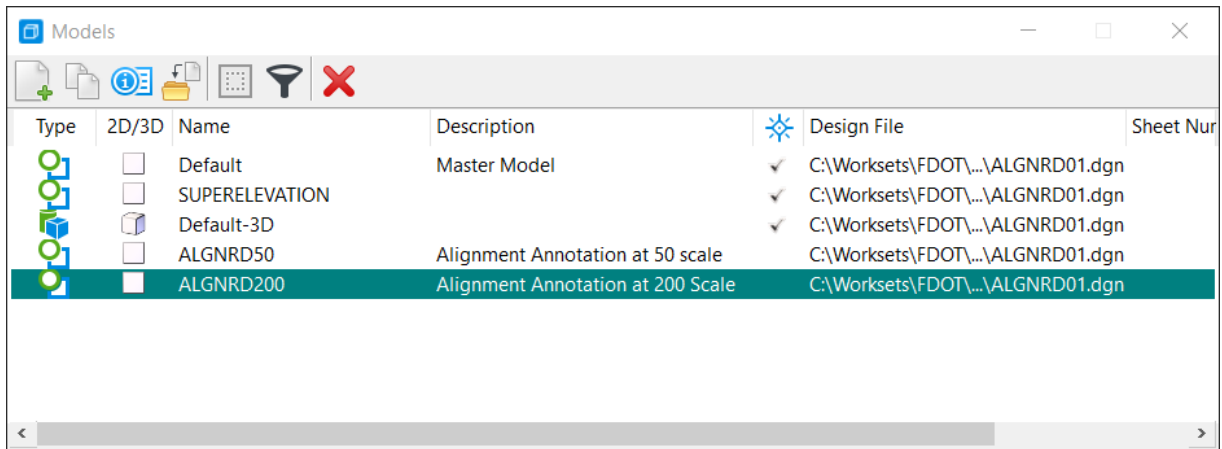 Models
Type 2D/3D Name Description Design File Sheet Nur
Default Master Model C:\Worksets\FDOT\...\ALGNRD01.dgn
SUPERELEVATION C:\Worksets\FDOT\...\ALGNRD01.dgn
Default-3D C:\Worksets\FDOT\...\ALGNRD01.dgn
ALGNRD50 Alignment Annotation at 50 scale C:\Worksets\FDOT\...\ALGNRD01.dgn
ALGNRD200 Alignment Annotation at 200 Scale C:\Worksets\FDOT\...\ALGNRD01.dgn